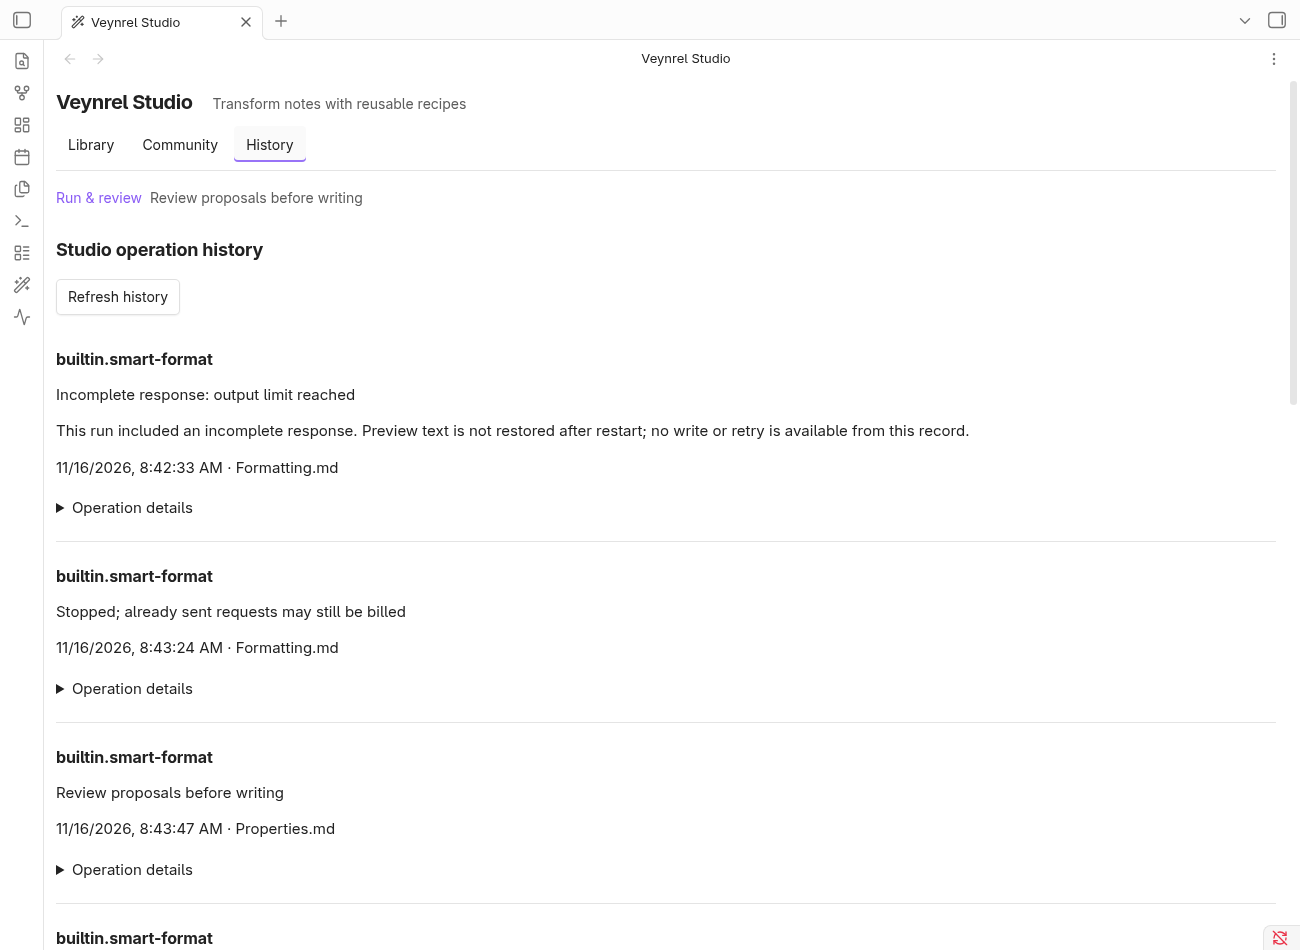 Veynrel Studio
Veynrel Studio
Veynrel Studio Transform notes with reusable recipes
Library Community History
Run & review Review proposals before writing
Studio operation history
Refresh history
builtin.smart-format
Incomplete response: output limit reached
This run included an incomplete response. Preview text is not restored after restart; no write or retry is available from this record.
11/16/2026, 8:42:33 AM · Formatting.md
Operation details
builtin.smart-format
Stopped; already sent requests may still be billed
11/16/2026, 8:43:24 AM · Formatting.md
Operation details
builtin.smart-format
Review proposals before writing
11/16/2026, 8:43:47 AM · Properties.md
Operation details
builtin.smart-format